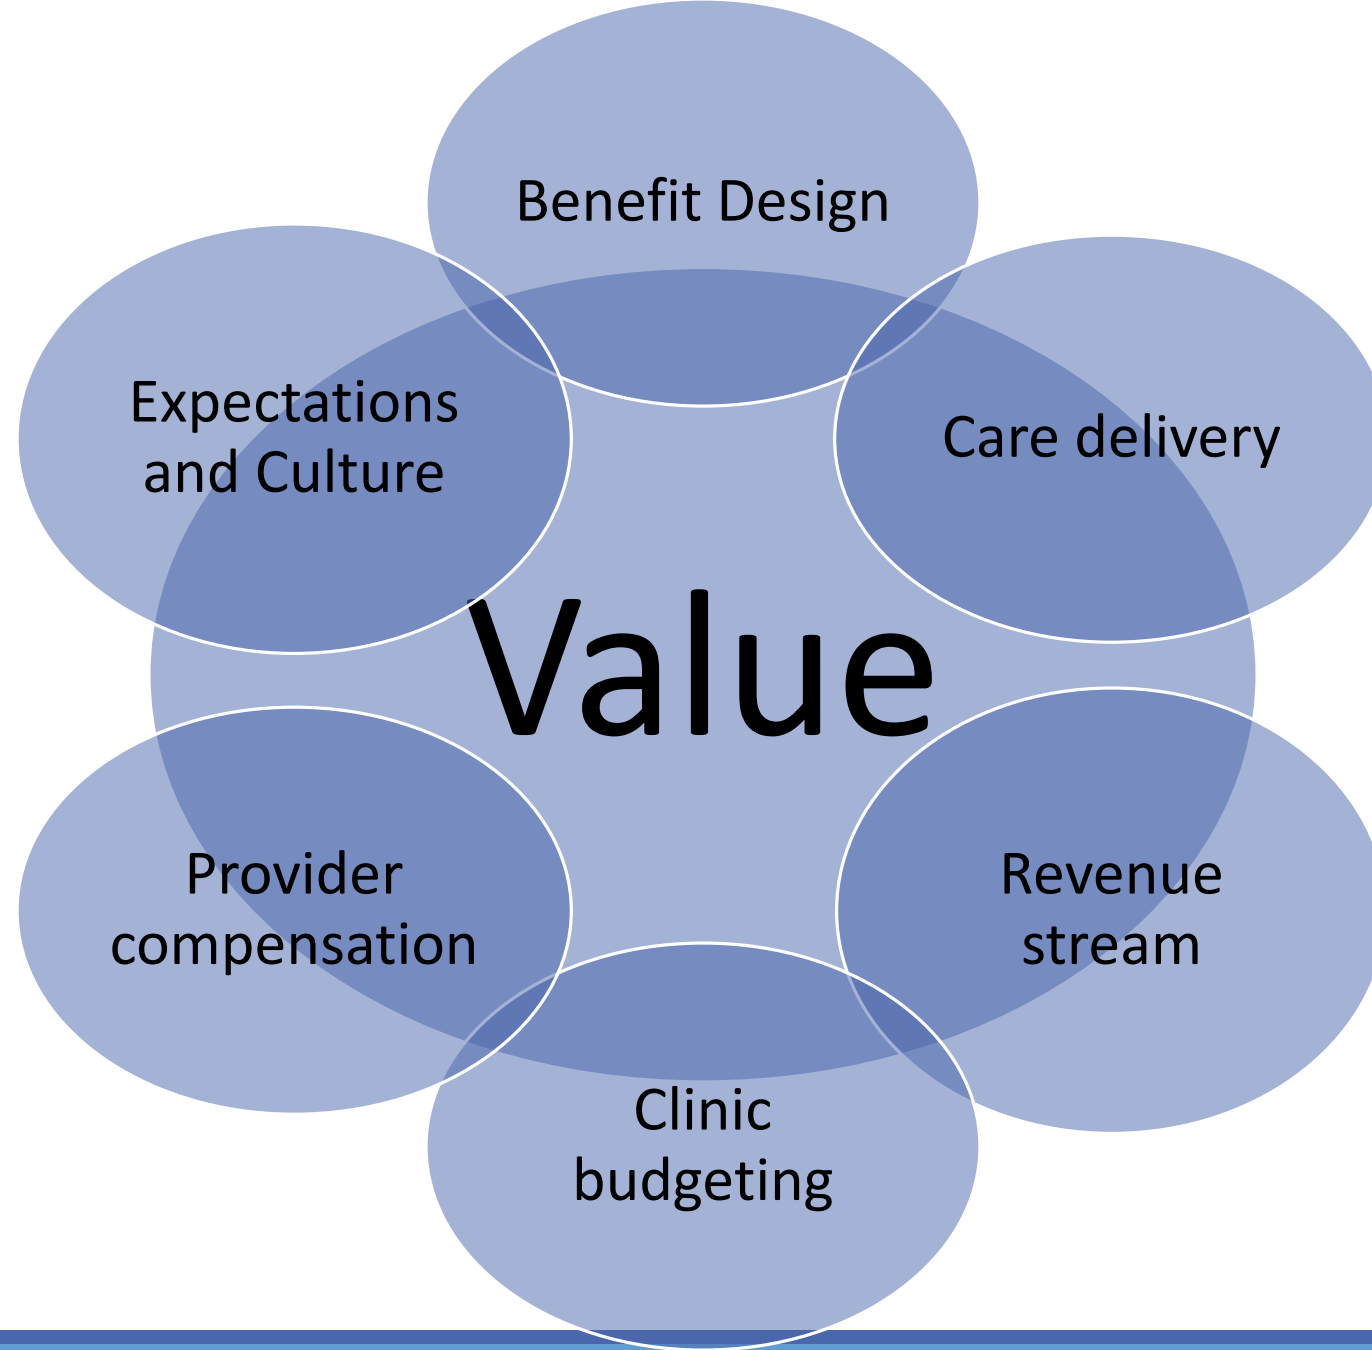 Benefit Design
Expectations
and Culture
Care delivery
Value
Provider
compensation
Revenue
stream
Clinic
budgeting